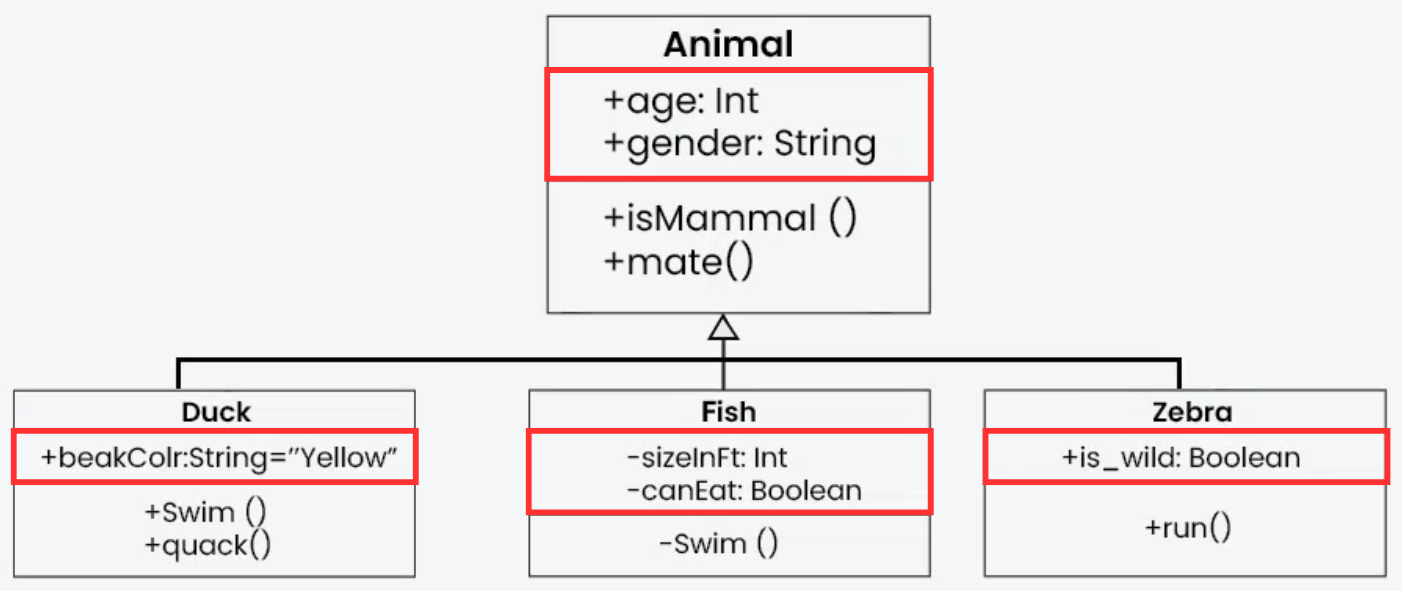 Animal
+age: Int
+gender: String
+isMammal ()
+mate()
Duck
+beakColr:String=”Yellow”
+Swim ()
+quack()
Fish
-sizeInFt: Int
-canEat: Boolean
-Swim ()
Zebra
+is_wild: Boolean
+run()